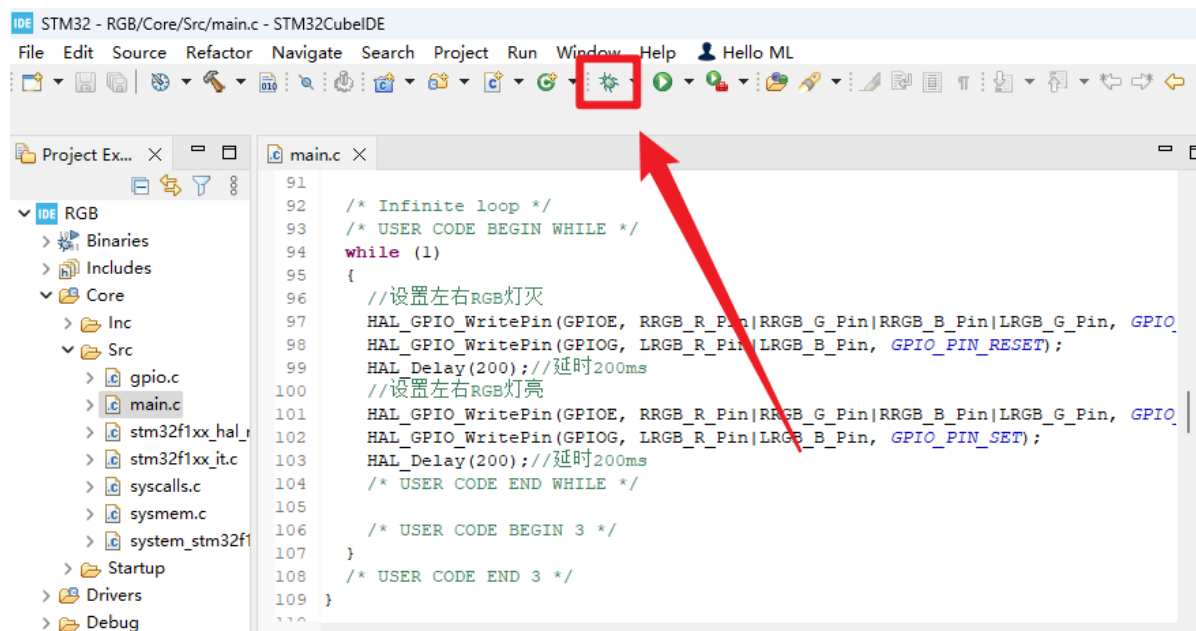 IDE STM32 - RGB/Core/Src/main.c - STM32CubeIDE
File Edit Source Refactor Navigate Search Project Run Window Help Hello ML
010
Project Ex...
main.c
91
92 /* Infinite loop */
93 /* USER CODE BEGIN WHILE */
94 while (1)
95 {
96 //设置左右RGB灯灭
97 HAL_GPIO_WritePin(GPIOE, RRGB_R_Pin|RRGB_G_Pin|RRGB_B_Pin|LRGB_G_Pin, GPIO_
98 HAL_GPIO_WritePin(GPIOG, LRGB_R_Pin|LRGB_B_Pin, GPIO_PIN_RESET);
99 HAL_Delay(200);//延时200ms
100 //设置左右RGB灯亮
101 HAL_GPIO_WritePin(GPIOE, RRGB_R_Pin|RRGB_G_Pin|RRGB_B_Pin|LRGB_G_Pin, GPIO_
102 HAL_GPIO_WritePin(GPIOG, LRGB_R_Pin|LRGB_B_Pin, GPIO_PIN_SET);
103 HAL_Delay(200);//延时200ms
104 /* USER CODE END WHILE */
105
106 /* USER CODE BEGIN 3 */
107 }
108 /* USER CODE END 3 */
109 }
IDE RGB
Binaries
Includes
Core
Inc
Src
gpio.c
main.c
stm32f1xx_hal_
stm32f1xx_it.c
syscalls.c
sysmem.c
system_stm32f1
Startup
Drivers
Debug